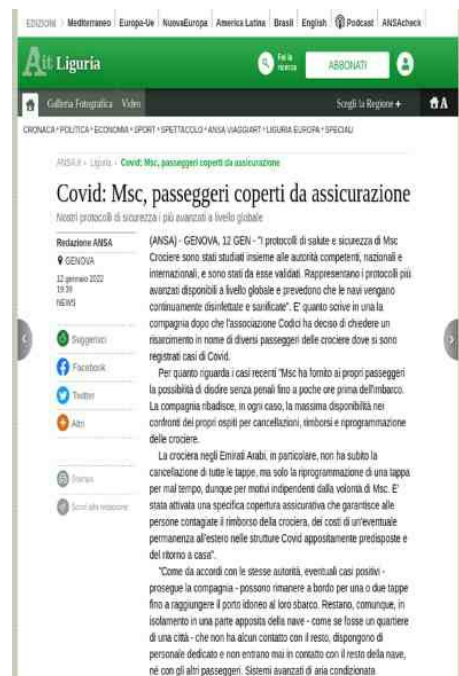 EDIZIONI Mediterraneo Europa-Ue NuovaEuropa America Latina Brasil English Podcast ANSAcheck
Ait Liguria
Fai la
ricerca
ABBONATI
Galleria Fotografica Video
Scegli la Regione +
CRONACA • POLITICA • ECONOMIA • SPORT • SPETTACOLO • ANSA VIAGGIART • LIGURIA EUROPA • SPECIALI
ANSA.it › Liguria › Covid: Msc, passeggeri coperti da assicurazione
Covid: Msc, passeggeri coperti da assicurazione
Nostri protocolli di sicurezza i più avanzati a livello globale
Redazione ANSA
GENOVA
12 gennaio 2022
19:39
NEWS
Suggerisci
Facebook
Twitter
Altri
Stampa
Scrivi alla redazione
(ANSA) - GENOVA, 12 GEN - "I protocolli di salute e sicurezza di Msc
Crociere sono stati studiati insieme alle autorità competenti, nazionali e
internazionali, e sono stati da esse validati. Rappresentano i protocolli più
avanzati disponibili a livello globale e prevedono che le navi vengano
continuamente disinfettate e sanificate". E' quanto scrive in una la
compagnia dopo che l'associazione Codici ha deciso di chiedere un
risarcimento in nome di diversi passeggeri delle crociere dove si sono
registrati casi di Covid.
Per quanto riguarda i casi recenti "Msc ha fornito ai propri passeggeri
la possibilità di disdire senza penali fino a poche ore prima dell'imbarco.
La compagnia ribadisce, in ogni caso, la massima disponibilità nei
confronti dei propri ospiti per cancellazioni, rimborsi e riprogrammazione
delle crociere.
La crociera negli Emirati Arabi, in particolare, non ha subito la
cancellazione di tutte le tappe, ma solo la riprogrammazione di una tappa
per mal tempo, dunque per motivi indipendenti dalla volontà di Msc. E'
stata attivata una specifica copertura assicurativa che garantisce alle
persone contagiate il rimborso della crociera, dei costi di un'eventuale
permanenza all'estero nelle strutture Covid appositamente predisposte e
del ritorno a casa".
"Come da accordi con le stesse autorità, eventuali casi positivi -
prosegue la compagnia - possono rimanere a bordo per una o due tappe
fino a raggiungere il porto idoneo al loro sbarco. Restano, comunque, in
isolamento in una parte apposita della nave - come se fosse un quartiere
di una città - che non ha alcun contatto con il resto, dispongono di
personale dedicato e non entrano mai in contatto con il resto della nave,
né con gli altri passeggeri. Sistemi avanzati di aria condizionata